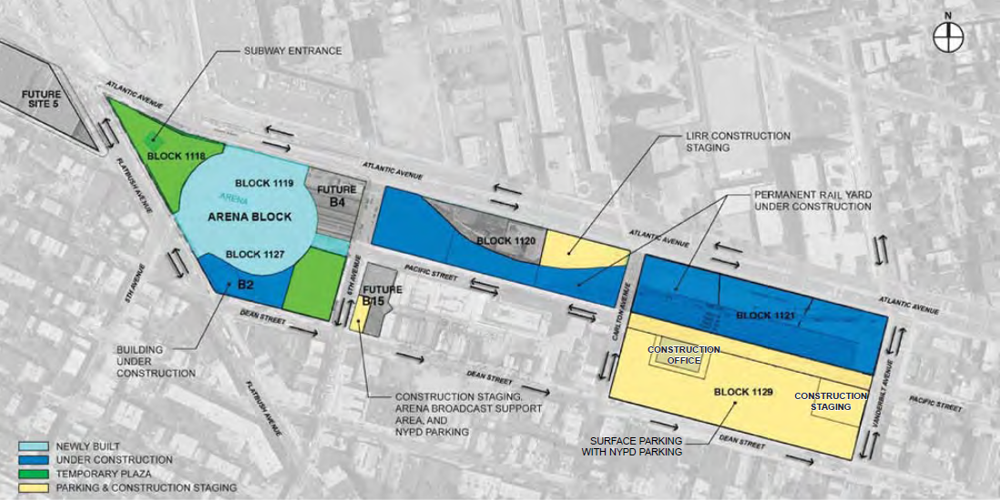 N
SUBWAY ENTRANCE
FUTURE
SITE 5
ATLANTIC AVENUE
BLOCK 1118
LIRR CONSTRUCTION
STAGING
FLATBUSH AVENUE
BLOCK 1119
ATLANTIC AVENUE
FUTURE
B4
ARENA
ARENA BLOCK
PERMANENT RAIL YARD
UNDER CONSTRUCTION
BLOCK 1120
ATLANTIC AVENUE
BLOCK 1127
PACIFIC STREET
6TH AVENUE
5TH AVENUE
B2
FUTURE
B15
CARLTON AVENUE
BLOCK 1121
ATLANTIC AVENUE
DEAN STREET
BUILDING
UNDER
CONSTRUCTION
CONSTRUCTION
OFFICE
DEAN STREET
FLATBUSH AVENUE
BLOCK 1129
CONSTRUCTION
STAGING
VANDERBILT AVENUE
PACIFIC STREET
CONSTRUCTION STAGING,
ARENA BROADCAST SUPPORT
AREA, AND
NYPD PARKING
SURFACE PARKING
WITH NYPD PARKING
DEAN STREET
NEWLY BUILT
UNDER CONSTRUCTION
TEMPORARY PLAZA
PARKING & CONSTRUCTION STAGING